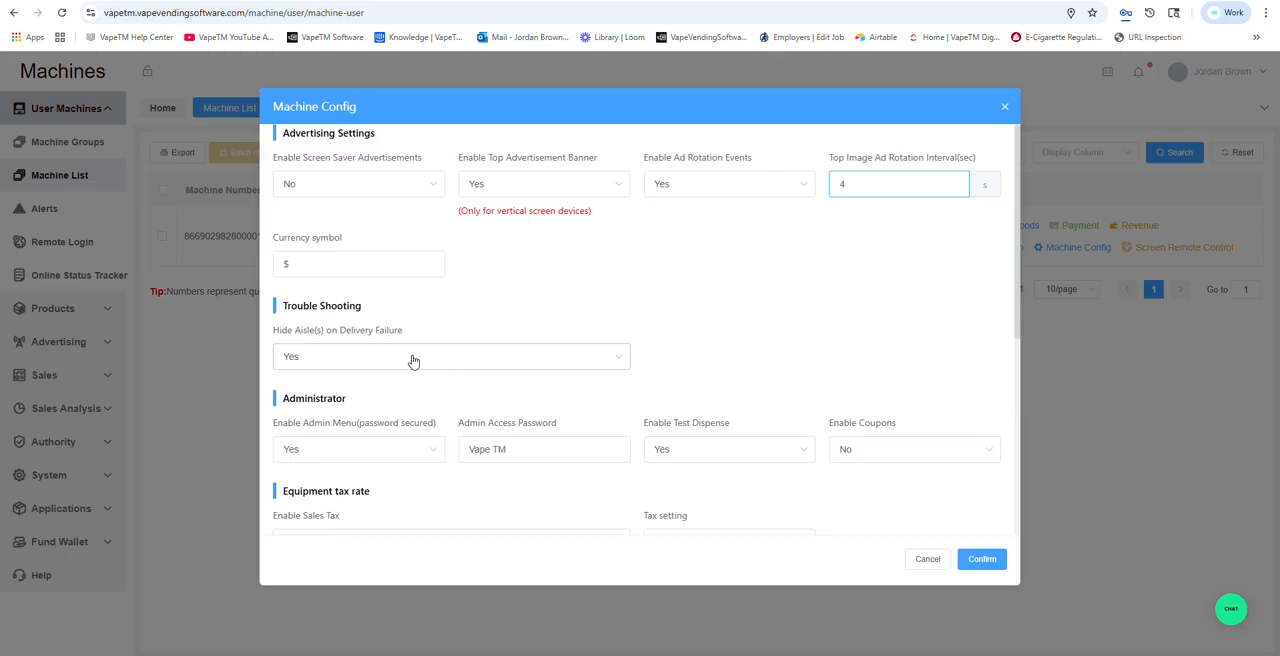 vapetm.vapevendingsoftware.com/machine/user/machine-user
Work
Apps
VapeTM Help Center
VapeTM YouTube A...
VapeTM Software
Knowledge | VapeT...
Mail - Jordan Brown...
Library | Loom
VapeVendingSoftwa...
Employers | Edit Job
Airtable
Home | VapeTM Dig...
E-Cigarette Regulati...
URL Inspection
Machines
Jordan Brown
User Machines
Machine Groups
Machine List
Alerts
Remote Login
Online Status Tracker
Products
Advertising
Sales
Sales Analysis
Authority
System
Applications
Fund Wallet
Help
Home
Machine List
Export
Display Column
Search
Reset
Machine Number
86690298280001
Payment
Revenue
Machine Config
Screen Remote Control
Tip:Numbers represent qu
10/page
1
Go to
1
Machine Config
Advertising Settings
Enable Screen Saver Advertisements
Enable Top Advertisement Banner
Enable Ad Rotation Events
Top Image Ad Rotation Interval(sec)
No
Yes
Yes
4
s
(Only for vertical screen devices)
Currency symbol
$
Trouble Shooting
Hide Aisle(s) on Delivery Failure
Yes
Administrator
Enable Admin Menu(password secured)
Admin Access Password
Enable Test Dispense
Enable Coupons
Yes
Vape TM
Yes
No
Equipment tax rate
Enable Sales Tax
Tax setting
Cancel
Confirm
CHAT